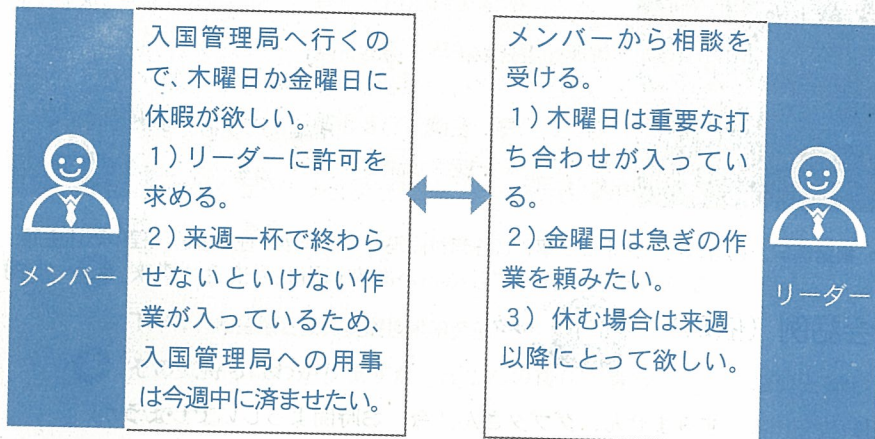 メンバー
入国管理局へ行くの
で、木曜日か金曜日に
休暇が欲しい。
1）リーダーに許可を
求める。
2）来週一杯で終わら
せないといけない作
業が入っているため、
入国管理局への用事
は今週中に済ませたい。
メンバーから相談を
受ける。
1）木曜日は重要な打
ち合わせが入ってい
る。
2）金曜日は急ぎの作
業を頼みたい。
3） 休む場合は来週
以降にとって欲しい。
リーダー